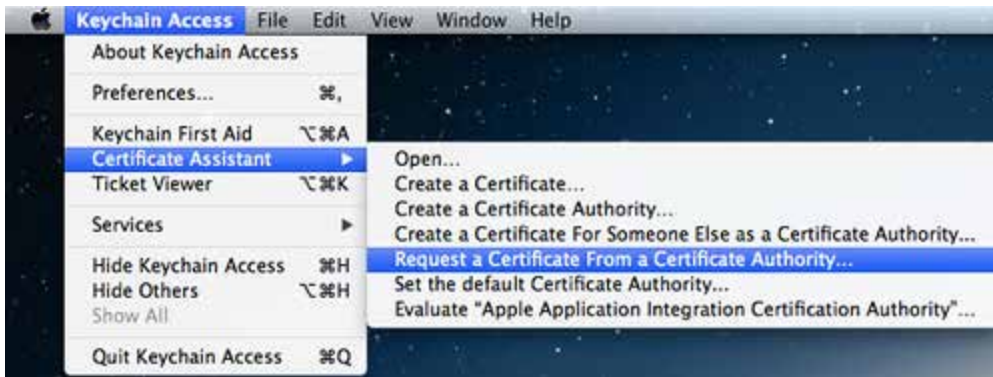 Keychain Access File Edit View Window Help
About Keychain Access
Preferences... ⌘,
Keychain First Aid ⌥⌘A
Certificate Assistant ▶
Ticket Viewer ⌥⌘K
Services ▶
Hide Keychain Access ⌘H
Hide Others ⌥⌘H
Show All
Quit Keychain Access ⌘Q
Open...
Create a Certificate...
Create a Certificate Authority...
Create a Certificate For Someone Else as a Certificate Authority...
Request a Certificate From a Certificate Authority...
Set the default Certificate Authority...
Evaluate “Apple Application Integration Certification Authority”...